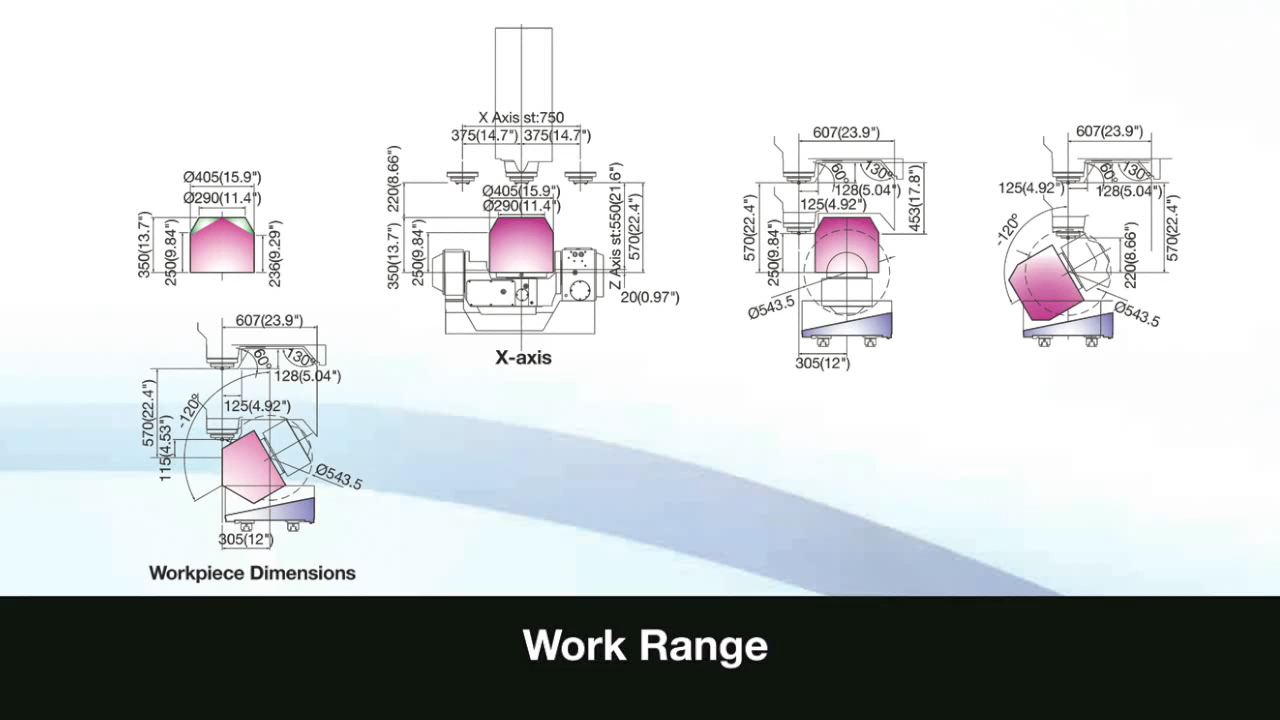 Ø405(15.9")
Ø290(11.4")
350(13.7")
250(9.84")
236(9.29")
X Axis st:750
375(14.7") 375(14.7")
220(8.66")
Ø405(15.9")
Ø290(11.4")
350(13.7")
250(9.84")
Z Axis st:550(21.6")
570(22.4")
20(0.97")
X-axis
607(23.9")
60°
130°
128(5.04")
125(4.92")
453(17.8")
570(22.4")
250(9.84")
Ø543.5
305(12")
607(23.9")
125(4.92")
60°
130°
128(5.04")
-120°
570(22.4")
220(8.66")
Ø543.5
607(23.9")
60°
130°
128(5.04")
-120°
125(4.92")
570(22.4")
115(4.53")
Ø543.5
305(12")
Workpiece Dimensions
Work Range